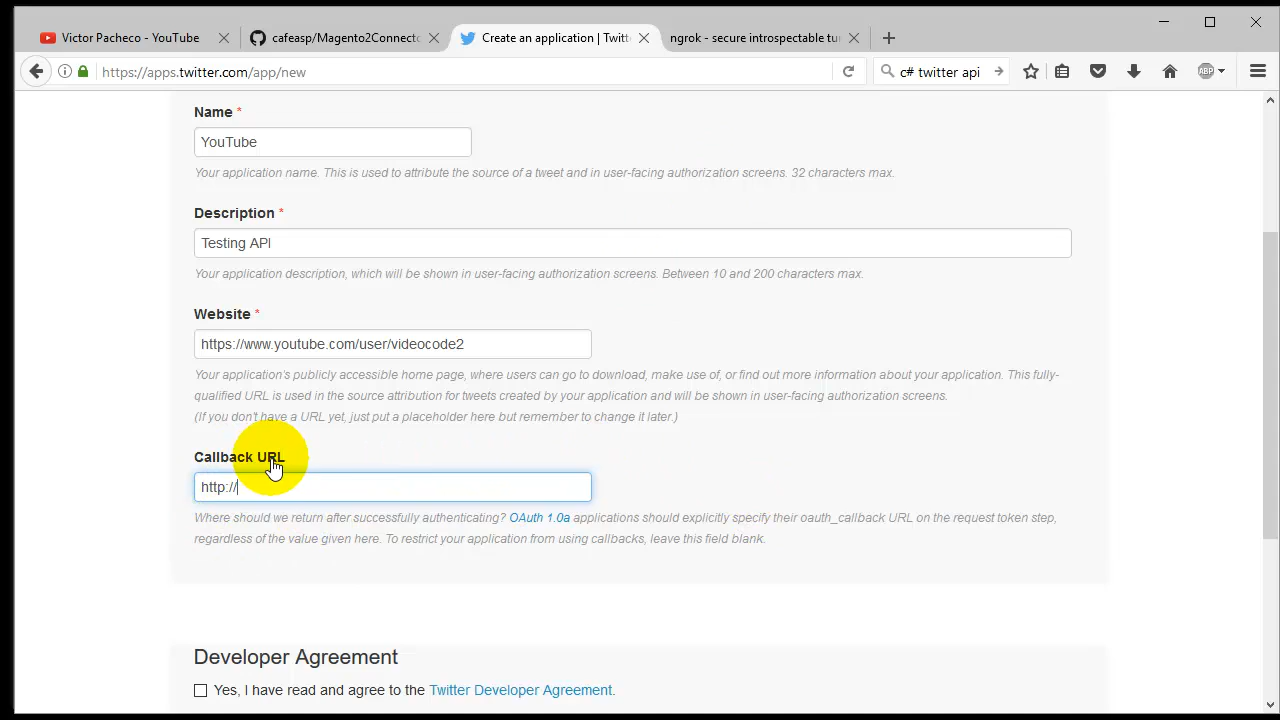 Victor Pacheco - YouTube
cafeasp/Magento2Connecto
Create an application | Twitt
ngrok - secure introspectable tu
https://apps.twitter.com/app/new
c# twitter api
ABP
Name *
YouTube
Your application name. This is used to attribute the source of a tweet and in user-facing authorization screens. 32 characters max.
Description *
Testing API
Your application description, which will be shown in user-facing authorization screens. Between 10 and 200 characters max.
Website *
https://www.youtube.com/user/videocode2
Your application's publicly accessible home page, where users can go to download, make use of, or find out more information about your application. This fully-
qualified URL is used in the source attribution for tweets created by your application and will be shown in user-facing authorization screens.
(If you don't have a URL yet, just put a placeholder here but remember to change it later.)
Callback URL
http://
Where should we return after successfully authenticating? OAuth 1.0a applications should explicitly specify their oauth_callback URL on the request token step,
regardless of the value given here. To restrict your application from using callbacks, leave this field blank.
Developer Agreement
Yes, I have read and agree to the Twitter Developer Agreement.